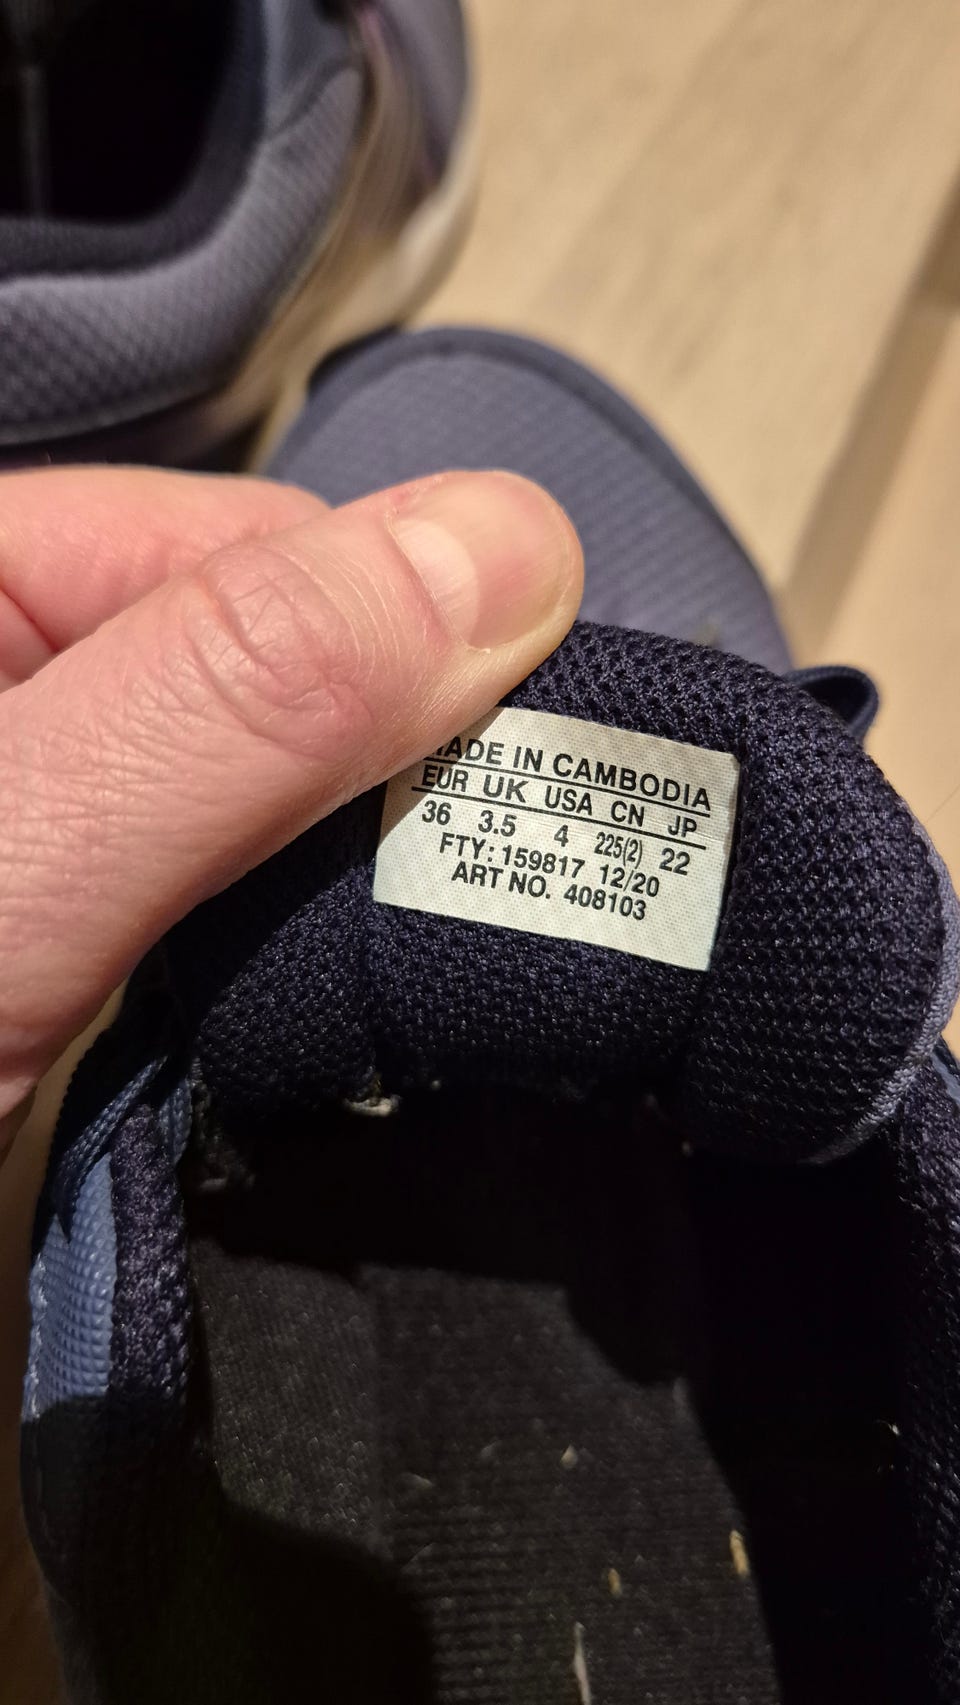 MADE IN CAMBODIA
EUR UK USA CN JP
36 3.5 4 225(2) 22
FTY: 159817 12/20
ART NO. 408103